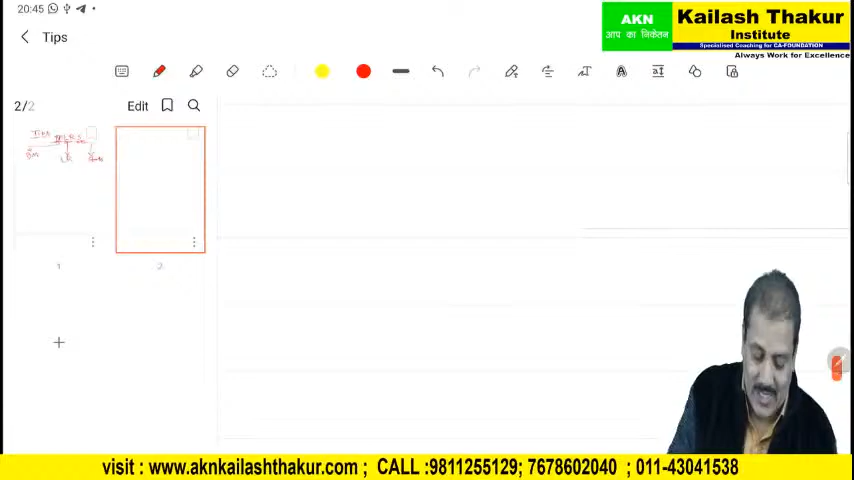 20:45
AKN
आप का निकेतन
Kailash Thakur
Institute
Specialised Coaching for CA-FOUNDATION
Always Work for Excellence
Tips
2/2
Edit
1
2
visit : www.aknkailashthakur.com ; CALL :9811255129; 7678602040 ; 011-43041538